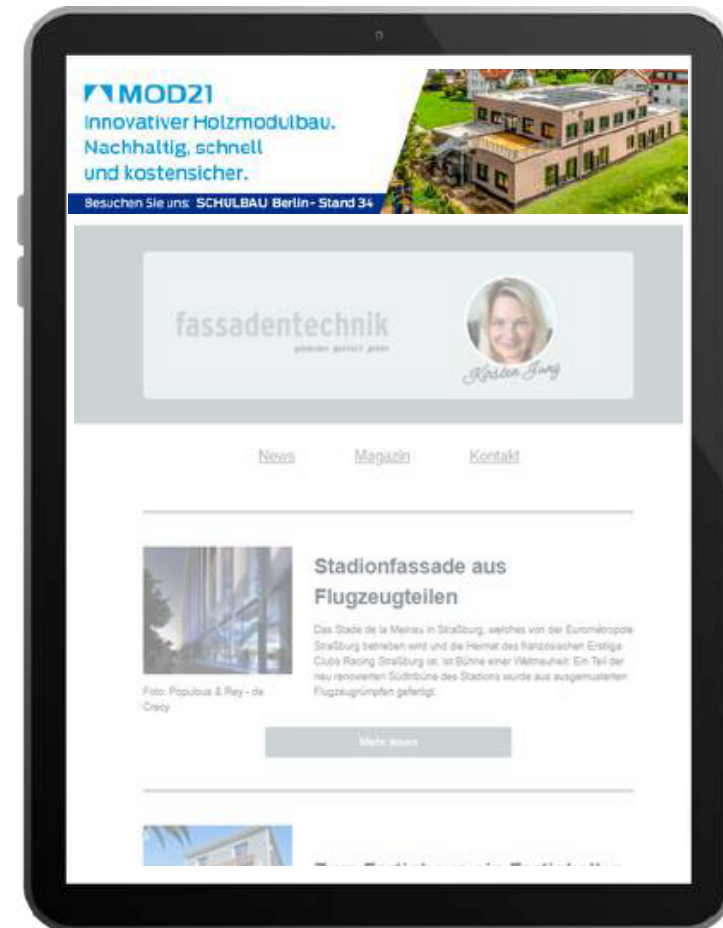 MOD21
Innovativer Holzmodulbau.
Nachhaltig, schnell
und kostensicher.
Besuchen Sie uns: SCHULBAU Berlin- Stand 34
fassadentechnik
Kirsten Jung
News Magazin Kontakt
Stadionfassade aus
Flugzeugteilen
Das Stade de la Meinau in Straßburg, welches von der Eurométropole
Straßburg betrieben wird und die Heimat des französischen Erstliga
Clubs Racing Straßburg ist, ist Bühne einer Weltneuheit: Ein Teil der
neu renovierten Südtribüne des Stadions wurde aus ausgemusterten
Flugzeugrümpfen gefertigt.
Foto: Populous & Rey - de
Crecy
Mehr lesen